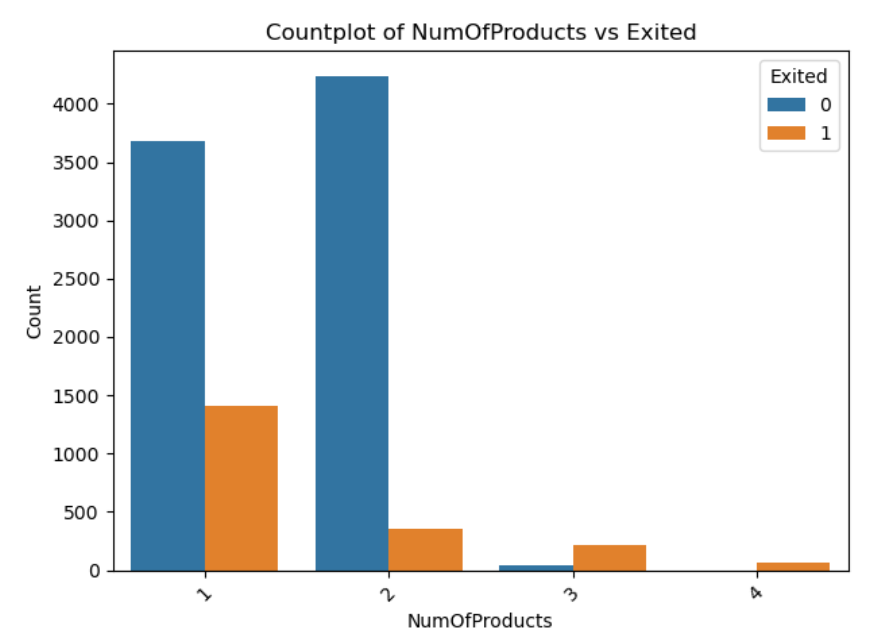 Countplot of NumOfProducts vs Exited
Exited
0
1
4000
3500
3000
2500
2000
1500
1000
500
0
Count
1 2 3 4
NumOfProducts